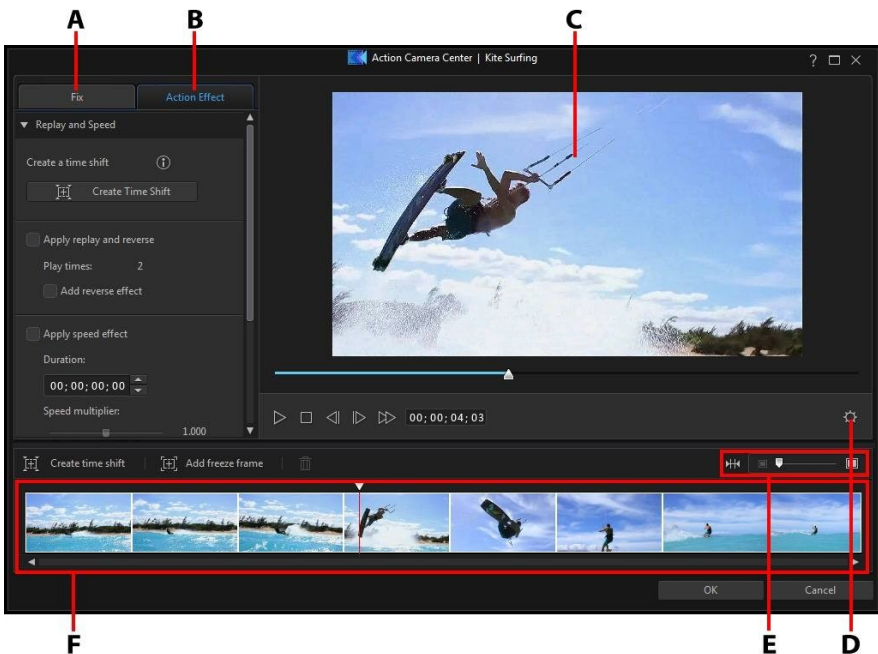 A B C
Action Camera Center | Kite Surfing
?
Fix Action Effect
Replay and Speed
Create a time shift i
Create Time Shift
Apply replay and reverse
Play times: 2
Add reverse effect
Apply speed effect
Duration:
00;00;00;00
Speed multiplier:
1.000
00;00;04;03
Create time shift Add freeze frame
OK Cancel
F E D